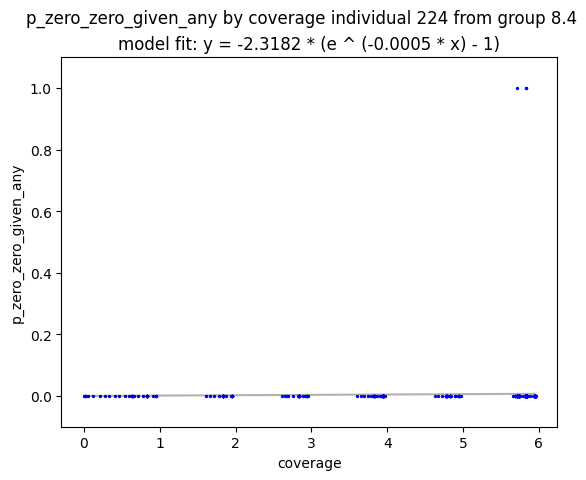 p_zero_zero_given_any by coverage individual 224 from group 8.4
model fit: y = -2.3182 * (e ^ (-0.0005 * x) - 1)
1.0
0.8
0.6
0.4
0.2
0.0
p_zero_zero_given_any
0 1 2 3 4 5 6
coverage